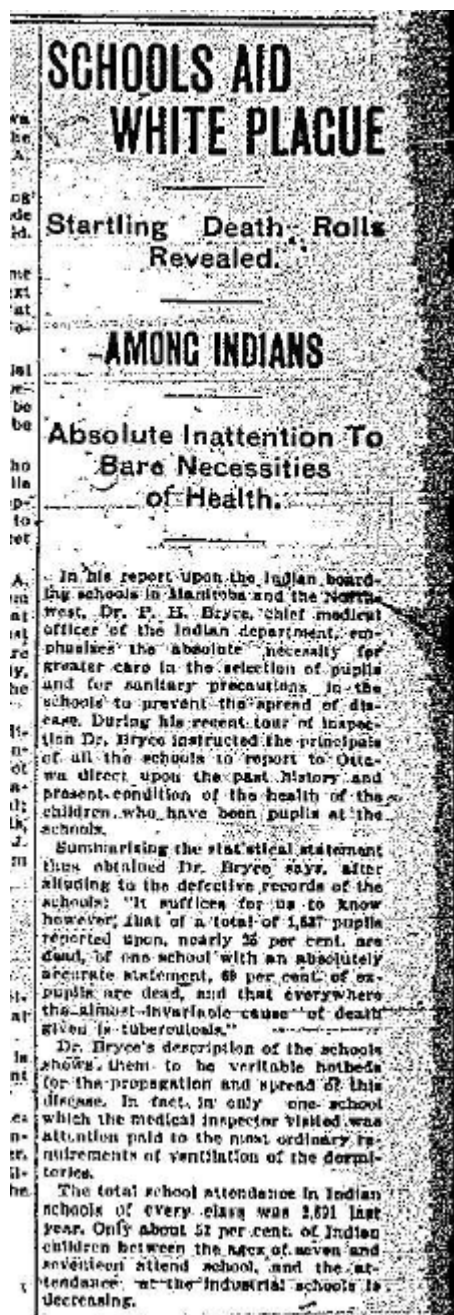 SCHOOLS AID
WHITE PLAGUE
Startling Death Rolls
Revealed.
AMONG INDIANS
Absolute Inattention To
Bare Necessities
of Health.
In his report upon the Indian board-
ing schools in Manitoba and the North-
west, Dr. P. H. Bryce, chief medical
officer of the Indian department, em-
phasises the absolute necessity for
greater care in the selection of pupils
and for sanitary precautions in the
schools to prevent the spread of dis-
ease. During his recent tour of inspec-
tion Dr. Bryce instructed the principals
of all the schools to report to Otta-
wa direct upon the past history and
present condition of the health of the
children who have been pupils at the
schools.
Summarising the statistical statement
thus obtained Dr. Bryce says, after
alluding to the defective records of the
schools: "It suffices for us to know
however, that of a total of 1,537 pupils
reported upon, nearly 25 per cent. are
dead, of one school with an absolutely
accurate statement, 69 per cent. of ex-
pupils are dead, and that everywhere
the almost invariable cause of death
given is tuberculosis."
Dr. Bryce's description of the schools
shows them to be veritable hotbeds
for the propagation and spread of this
disease. In fact in only one school
which the medical inspector visited was
attention paid to the most ordinary re-
quirements of ventilation of the dormi-
tories.
The total school attendance in Indian
schools of every class was last
year. Only about 52 per cent. of Indian
children between the ages of seven and
seventeen attend school, and the at-
tendance at the industrial schools is
decreasing.